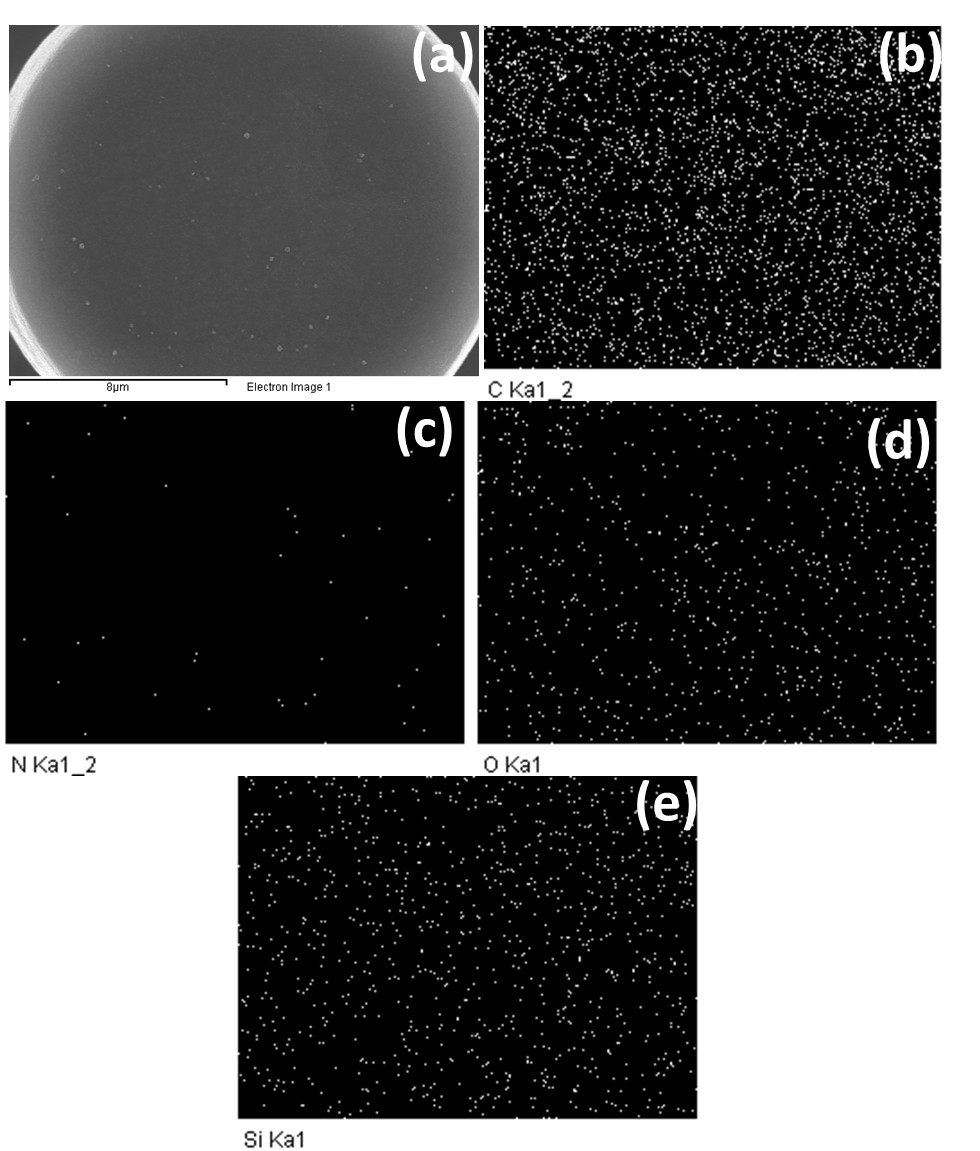 (a)
(b)
8µm
Electron Image 1
C Ka1_2
(c)
(d)
N Ka1_2
O Ka1
(e)
Si Ka1